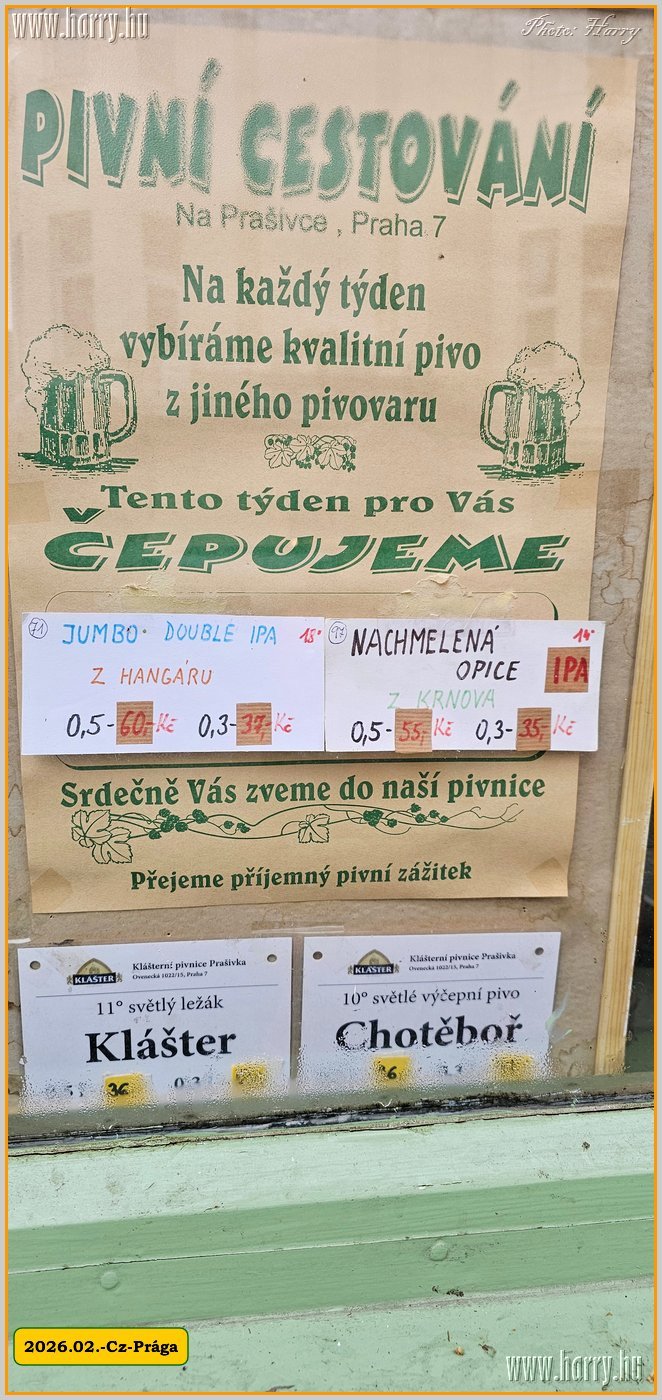 www.harry.hu
Photo: Harry
PIVNÍ CESTOVÁNÍ
Na Prašívce , Praha 7
Na každý týden
vybíráme kvalitní pivo
z jiného pivovaru
Tento týden pro Vás
ČEPUJEME
71 JUMBO DOUBLE IPA 18°
Z HANGÁRU
0,5- 60,- Kč 0,3- 37,- Kč
97 NACHMELENÁ 14°
OPICE IPA
Z KRNOVA
0,5- 55,- Kč 0,3- 35,- Kč
Srdečně Vás zveme do naší pivnice
Přejeme příjemný pivní zážitek
KLÁŠTER
Klášterní pivnice Prašivka
Ovenecká 1022/15, Praha 7
11° světlý ležák
Klášter
36
KLÁŠTER
Klášterní pivnice Prašivka
Ovenecká 1022/15, Praha 7
10° světlé výčepní pivo
Chotěboř
2026.02.-Cz-Prága
www.harry.hu